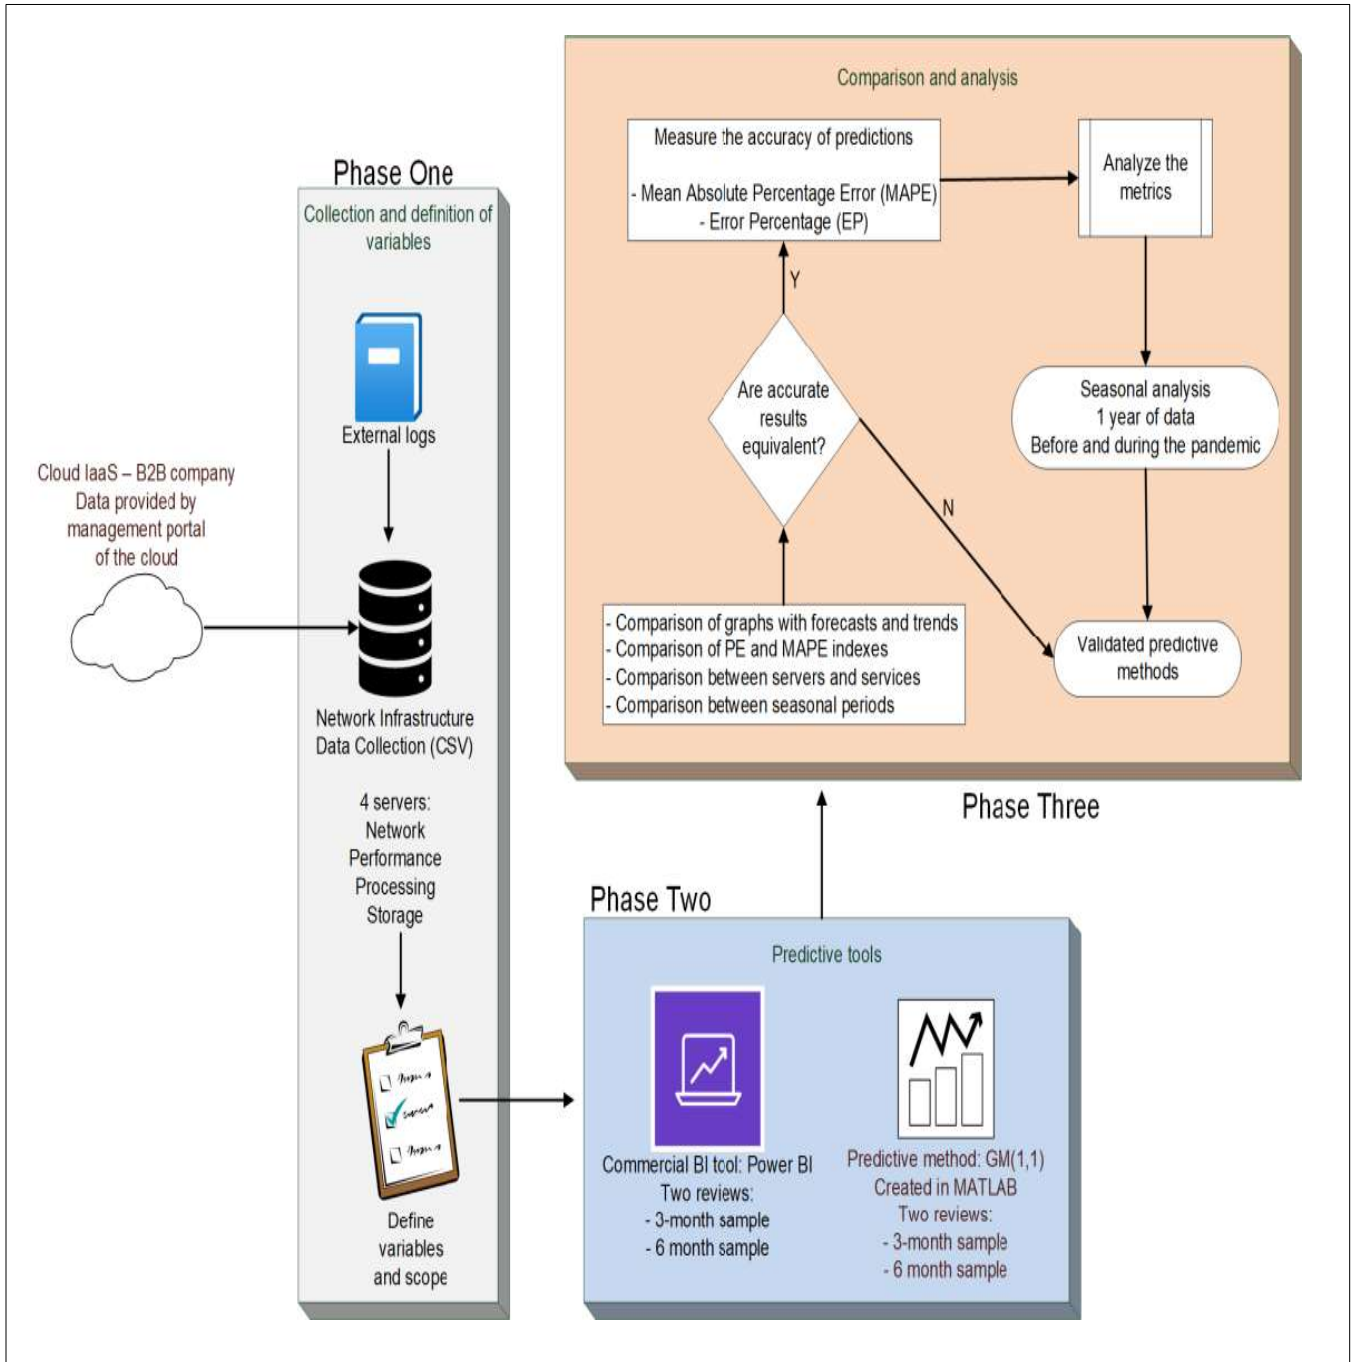 Cloud IaaS – B2B company
Data provided by
management portal
of the cloud
Phase One
Collection and definition of
variables
External logs
Network Infrastructure
Data Collection (CSV)
4 servers:
Network
Performance
Processing
Storage
Define
variables
and scope
Phase Two
Predictive tools
Commercial BI tool: Power BI
Two reviews:
- 3-month sample
- 6 month sample
Predictive method: GM(1,1)
Created in MATLAB
Two reviews:
- 3-month sample
- 6 month sample
Phase Three
Comparison and analysis
- Comparison of graphs with forecasts and trends
- Comparison of PE and MAPE indexes
- Comparison between servers and services
- Comparison between seasonal periods
Are accurate
results
equivalent?
Y
N
Measure the accuracy of predictions
- Mean Absolute Percentage Error (MAPE)
- Error Percentage (EP)
Analyze the
metrics
Seasonal analysis
1 year of data
Before and during the pandemic
Validated predictive
methods